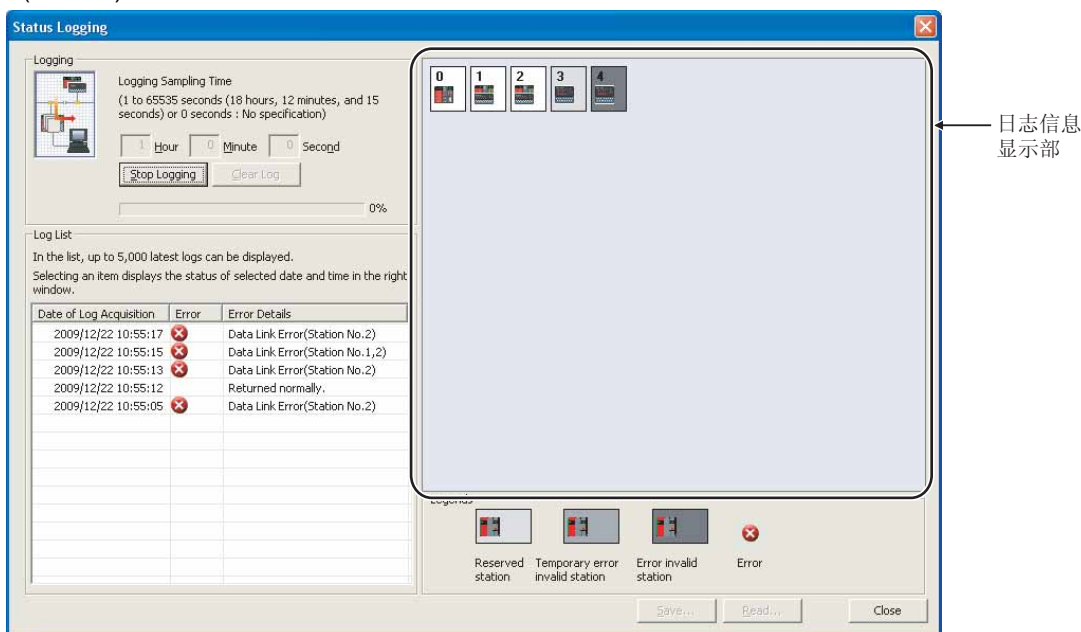 Status Logging
Logging
Logging Sampling Time
(1 to 65535 seconds (18 hours, 12 minutes, and 15
seconds) or 0 seconds : No specification)
1 Hour 0 Minute 0 Second
Stop Logging Clear Log
0%
Log List
In the list, up to 5,000 latest logs can be displayed.
Selecting an item displays the status of selected date and time in the right
window.
Date of Log Acquisition Error Error Details
2009/12/22 10:55:17 Data Link Error(Station No.2)
2009/12/22 10:55:15 Data Link Error(Station No.1,2)
2009/12/22 10:55:13 Data Link Error(Station No.2)
2009/12/22 10:55:12 Returned normally.
2009/12/22 10:55:05 Data Link Error(Station No.2)
0 1 2 3 4
日志信息
显示部
Legends
Reserved
station
Temporary error
invalid station
Error invalid
station
Error
Save... Read... Close